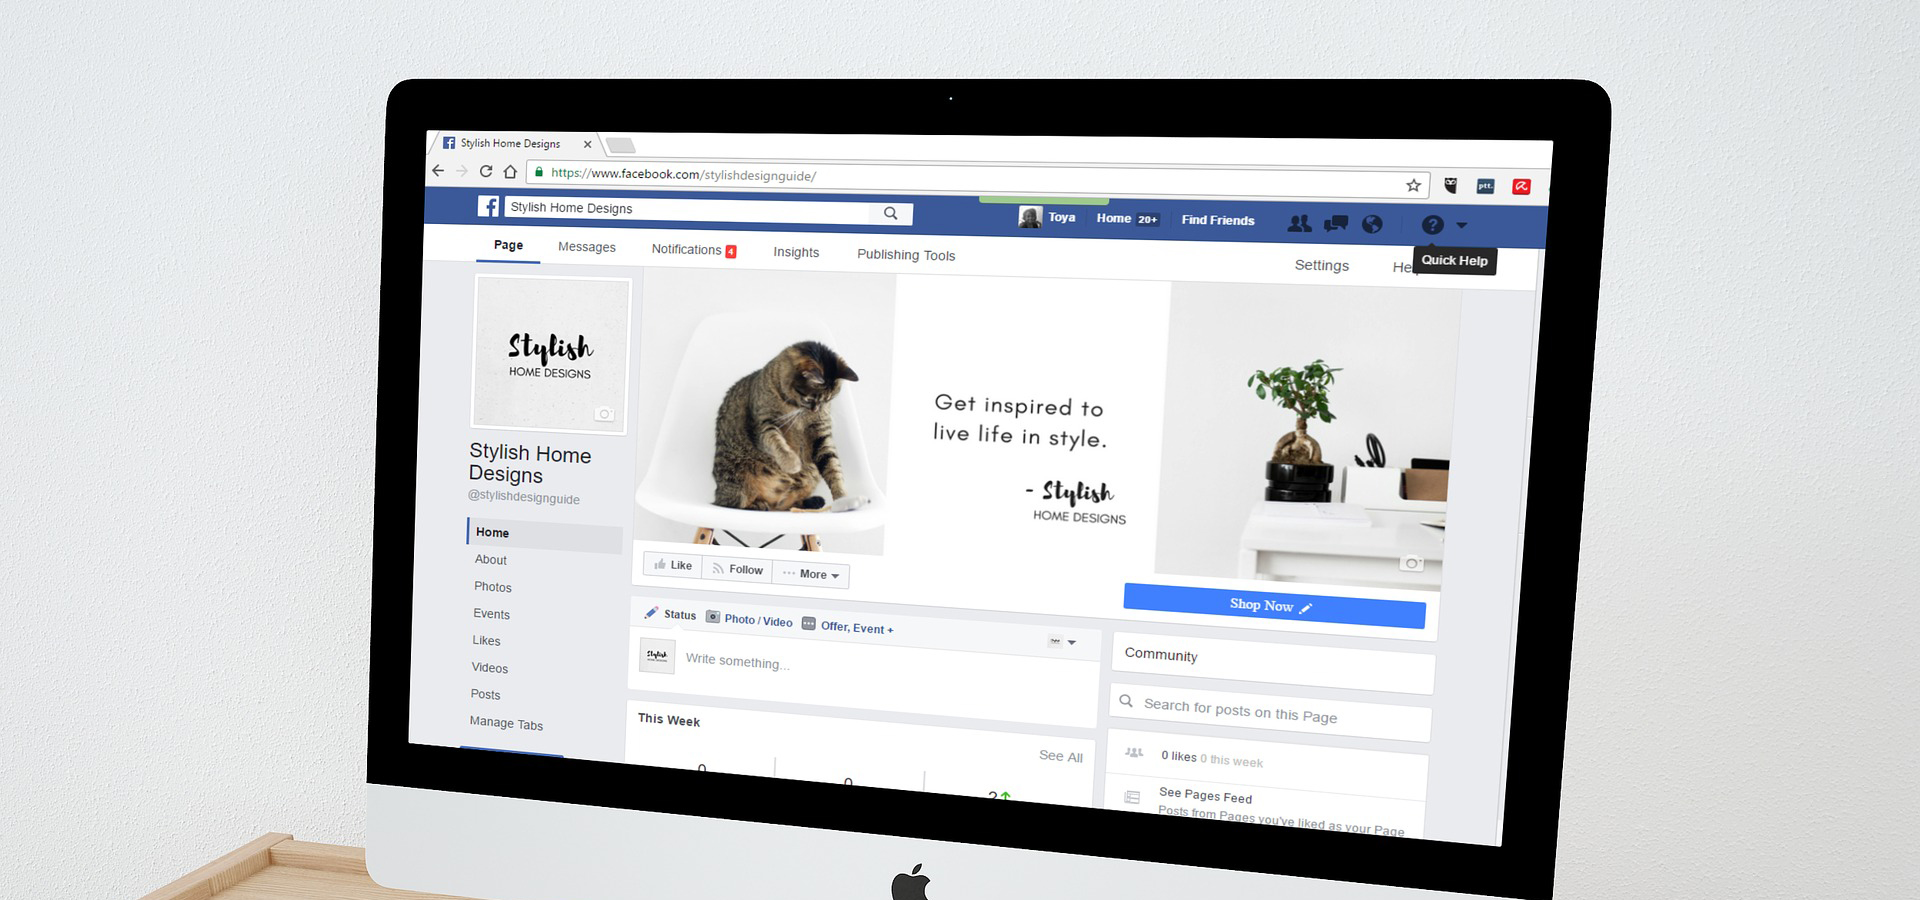 Stylish Home Designs
https://www.facebook.com/stylishdesignguide/
ptt.
Stylish Home Designs
Toya
Home 20+
Find Friends
Page
Messages
Notifications 4
Insights
Publishing Tools
Settings
Quick Help
Stylish
HOME DESIGNS
Stylish Home
Designs
@stylishdesignguide
Home
About
Photos
Events
Likes
Videos
Posts
Manage Tabs
Get inspired to
live life in style.
- Stylish
HOME DESIGNS
Like
Follow
More
Shop Now
Status
Photo / Video
Offer, Event +
Stylish
HOME DESIGNS
Write something...
This Week
See All
0
0
2
Community
Search for posts on this Page
0 likes 0 this week
See Pages Feed
Posts from Pages you've liked as your Page